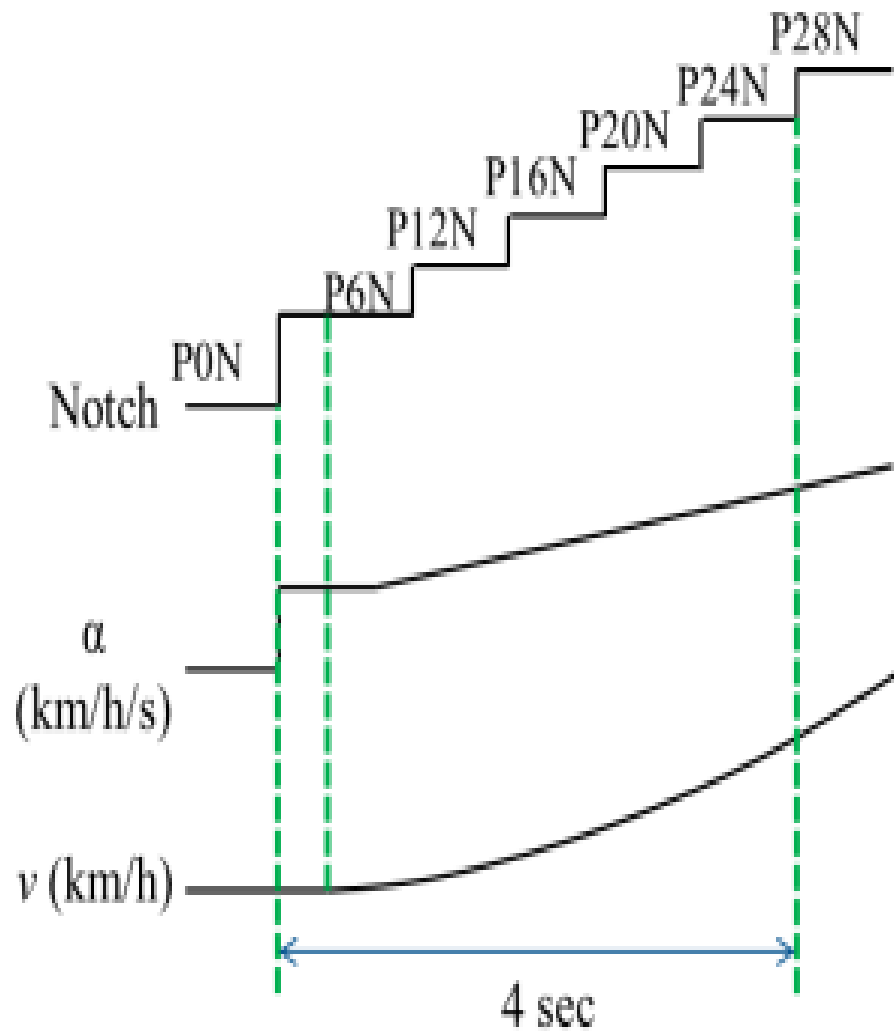 P28N
P24N
P20N
P16N
P12N
P6N
P0N
Notch
α
(km/h/s)
v (km/h)
4 sec